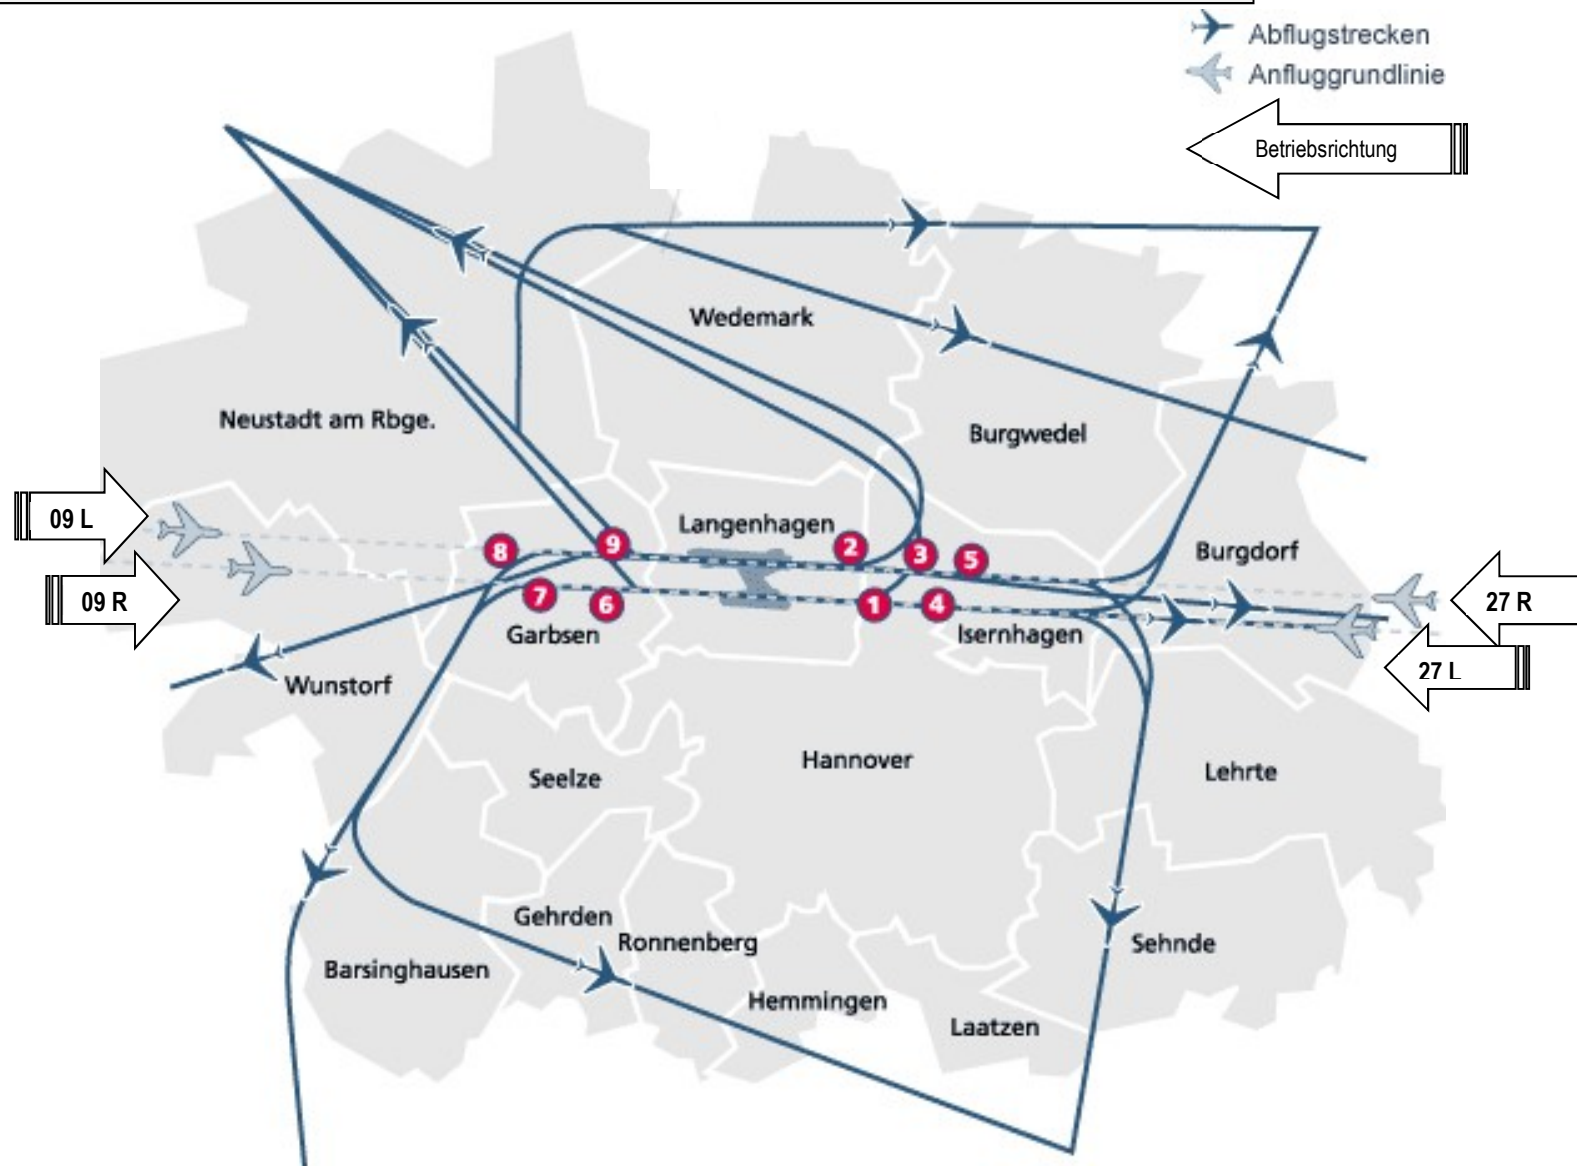 Abflugstrecken
Anfluggrundlinie
Betriebsrichtung
Wedemark
Neustadt am Rbge.
Burgwedel
09 L
Langenhagen
8
9
2
3
5
Burgdorf
09 R
7
6
1
4
27 R
Garbsen
Isernhagen
27 L
Wunstorf
Hannover
Seelze
Lehrte
Gehrden
Ronnenberg
Sehnde
Barsinghausen
Hemmingen
Laatzen